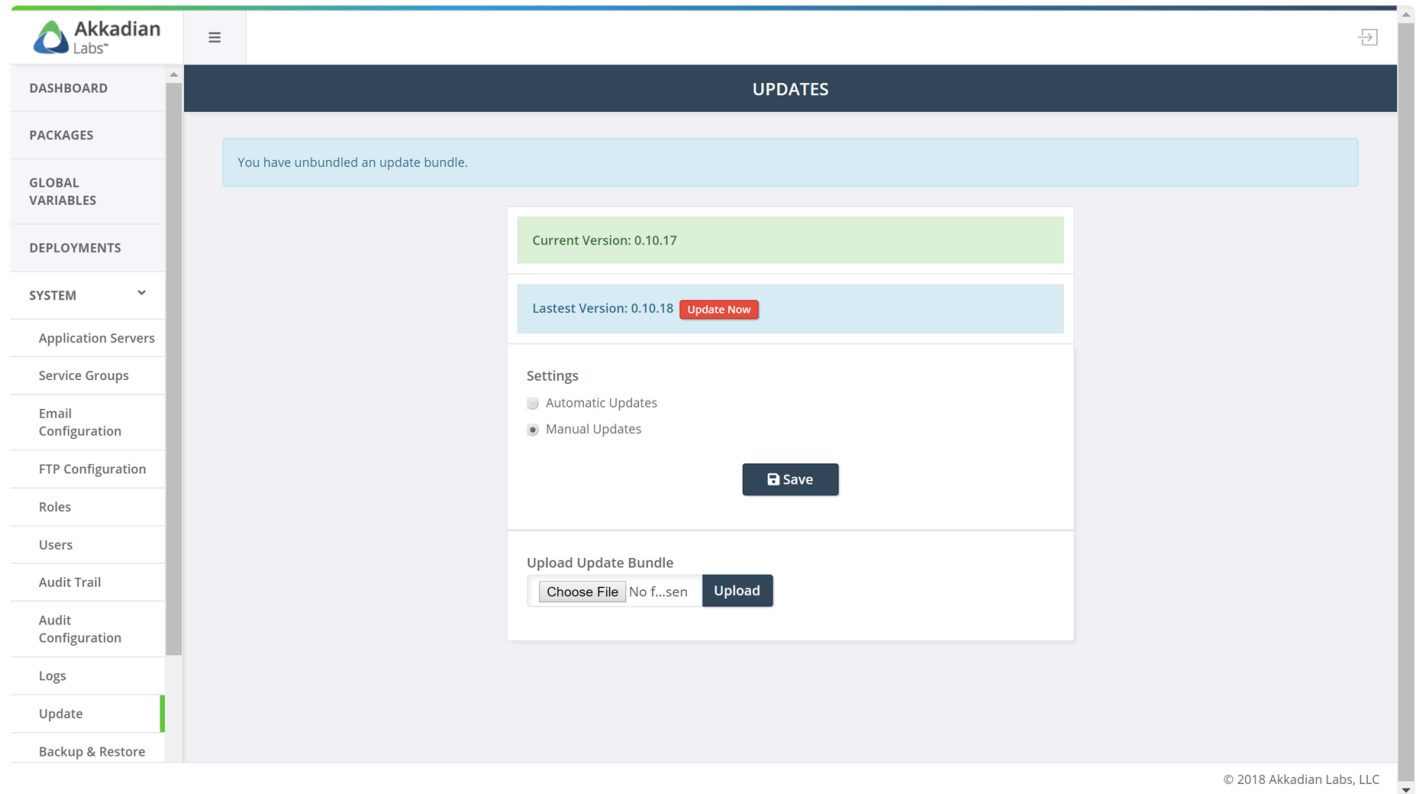 Akkadian
Labs™
DASHBOARD
PACKAGES
GLOBAL
VARIABLES
DEPLOYMENTS
SYSTEM
Application Servers
Service Groups
Email
Configuration
FTP Configuration
Roles
Users
Audit Trail
Audit
Configuration
Logs
Update
Backup & Restore
UPDATES
You have unbundled an update bundle.
Current Version: 0.10.17
Lastest Version: 0.10.18 Update Now
Settings
Automatic Updates
Manual Updates
Save
Upload Update Bundle
Choose File No f...sen Upload
© 2018 Akkadian Labs, LLC